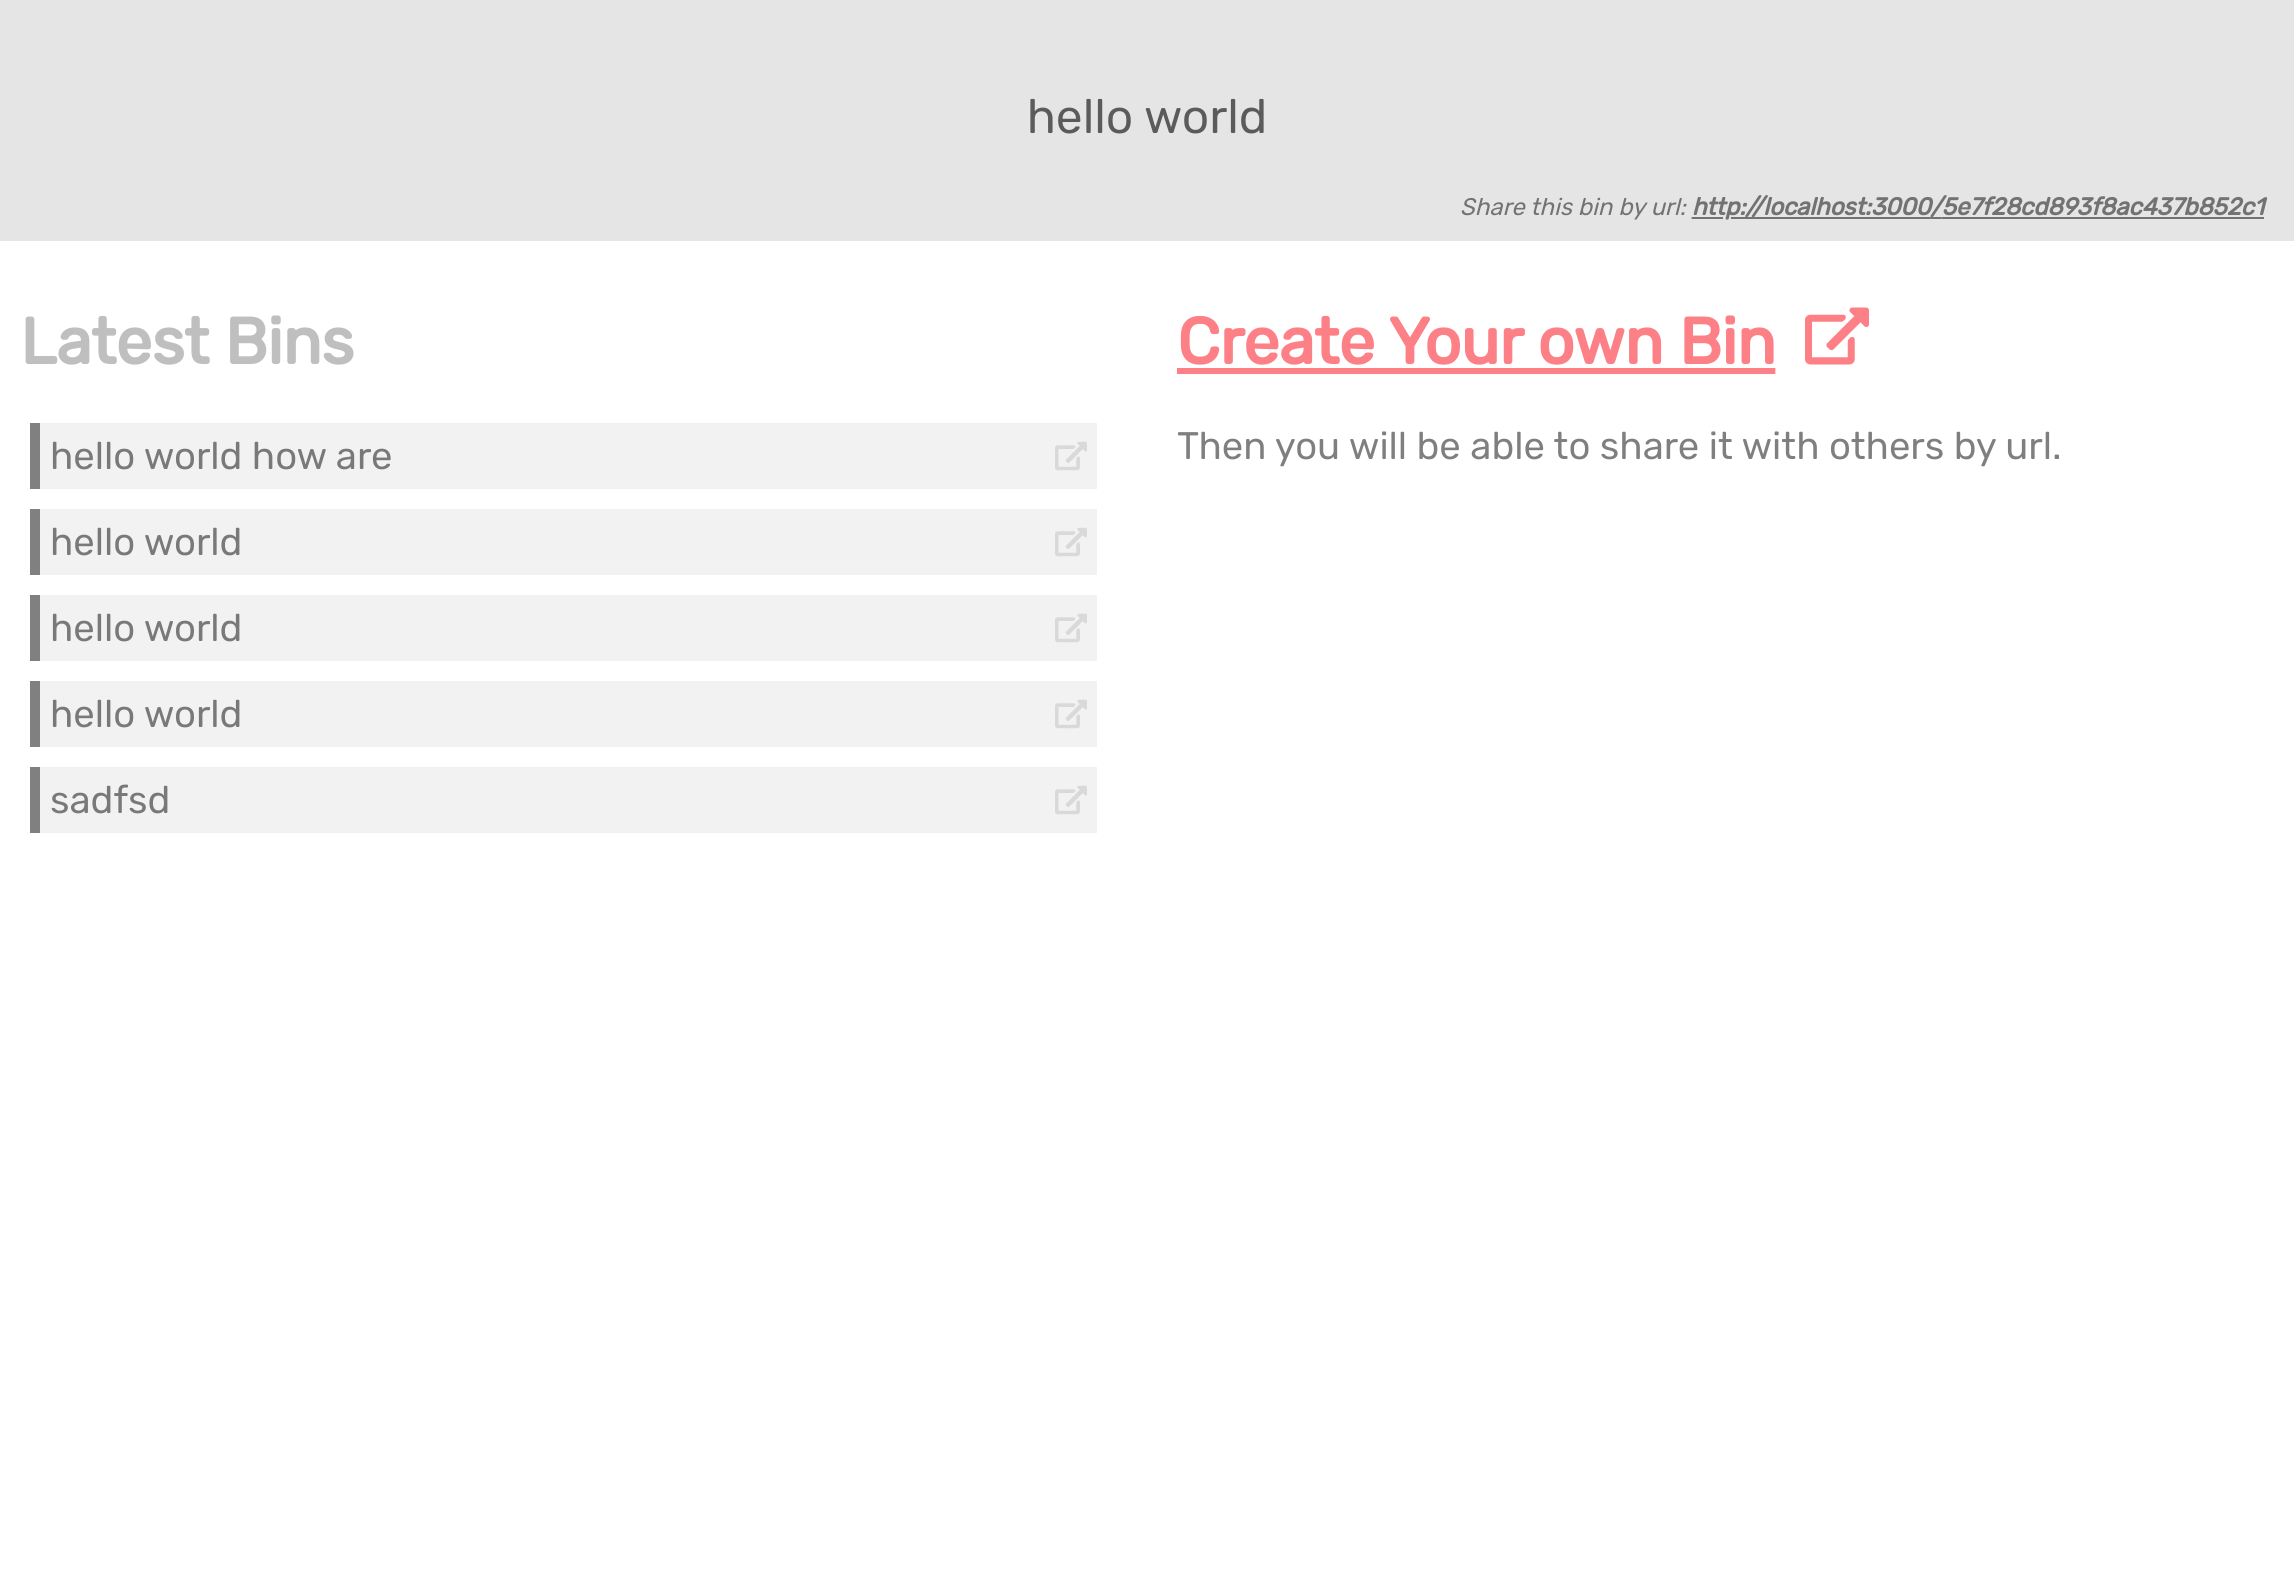 hello world
Share this bin by url: http://localhost:3000/5e7f28cd893f8ac437b852c1
Latest Bins
hello world how are
hello world
hello world
hello world
sadfsd
Create Your own Bin
Then you will be able to share it with others by url.